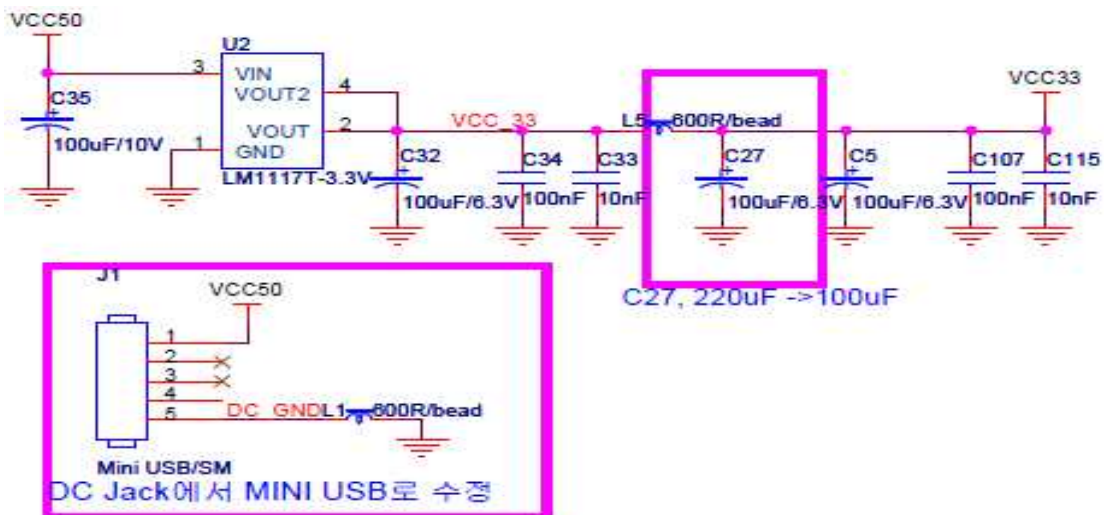 VCC50
U2
3 VIN
VOUT2 4
VOUT 2
1 GND
LM1117T-3.3V
C35
100uF/10V
VCC_33
C32
100uF/6.3V
C34
100nF
C33
10nF
L5 600R/bead
C27
100uF/6.3V
C5
100uF/6.3V
C107
100nF
C115
10nF
VCC33
C27, 220uF ->100uF
J1
VCC50
1
2
3
4
5
DC_GND
L1 600R/bead
Mini USB/SM
DC Jack에서 MINI USB로 수정